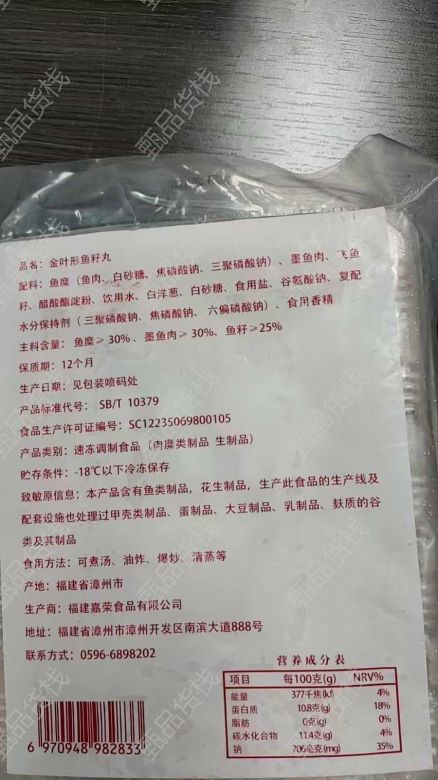 品名：金叶形鱼籽丸
配料：鱼糜（鱼肉、白砂糖、焦磷酸钠、三聚磷酸钠）、墨鱼肉、飞鱼
籽、醋酸酯淀粉、饮用水、白洋葱、白砂糖、食用盐、谷氨酸钠、复配
水分保持剂（三聚磷酸钠、焦磷酸钠、六偏磷酸钠）、食用香精
主料含量：鱼糜≥30%、墨鱼肉≥30%、鱼籽≥25%
保质期：12个月
生产日期：见包装喷码处
产品标准代号：SB/T 10379
食品生产许可证编号：SC12235069800105
产品类别：速冻调制食品（肉糜类制品 生制品）
贮存条件：-18℃以下冷冻保存
致敏原信息：本产品含有鱼类制品，花生制品，生产此食品的生产线及
配套设施也处理过甲壳类制品、蛋制品、大豆制品、乳制品、麸质的谷
类及其制品
食用方法：可煮汤、油炸、爆炒、清蒸等
产地：福建省漳州市
生产商：福建嘉荣食品有限公司
地址：福建省漳州市漳州开发区南滨大道888号
联系方式：0596-6898202
营养成分表
项目 每100克(g) NRV%
能量 377千焦(kJ) 4%
蛋白质 10.8克(g) 18%
脂肪 0克(g) 0%
碳水化合物 11.4克(g) 4%
钠 706毫克(mg) 35%
6 970948 982833
甄品货栈